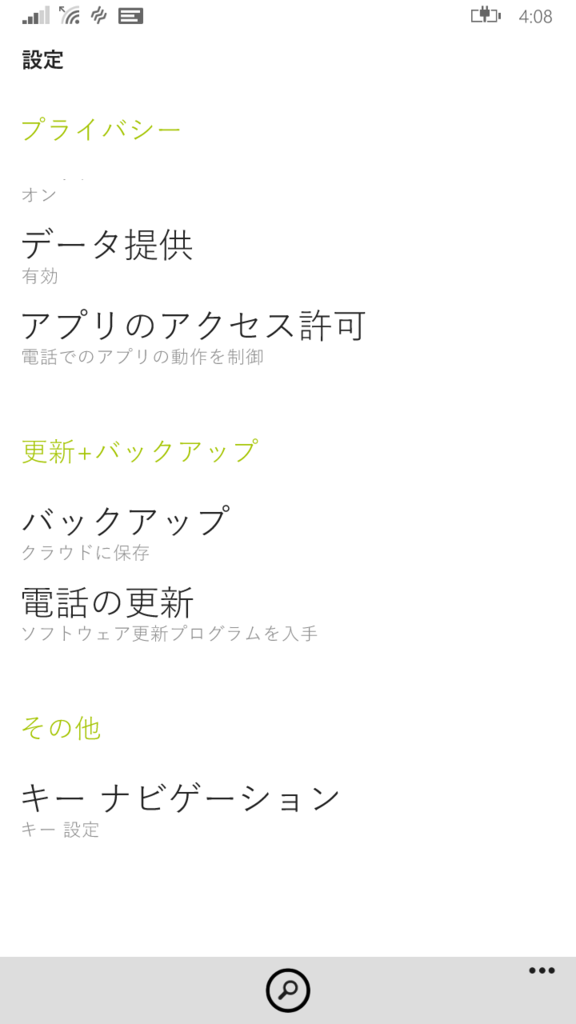 4:08
設定
プライバシー
オン
データ提供
有効
アプリのアクセス許可
電話でのアプリの動作を制御
更新+バックアップ
バックアップ
クラウドに保存
電話の更新
ソフトウェア更新プログラムを入手
その他
キー ナビゲーション
キー 設定